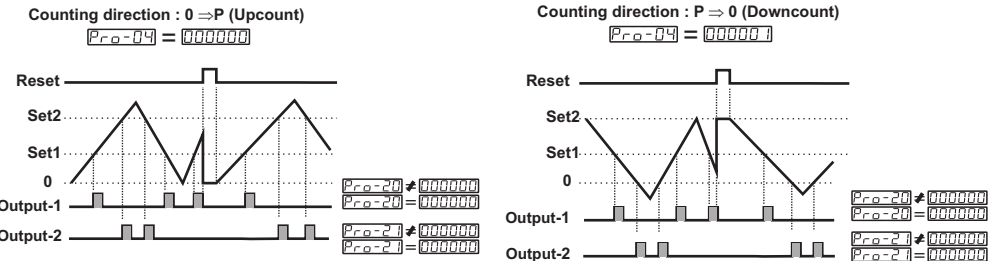 Counting direction : 0 ⇒P (Upcount)
Pro-04 = 000000
Reset
Set2
Set1
0
Output-1
Output-2
Pro-20 ≠ 000000
Pro-20 = 000000
Pro-21 ≠ 000000
Pro-21 = 000000
Counting direction : P ⇒ 0 (Downcount)
Pro-04 = 000001
Reset
Set2
Set1
0
Output-1
Output-2
Pro-20 ≠ 000000
Pro-20 = 000000
Pro-21 ≠ 000000
Pro-21 = 000000